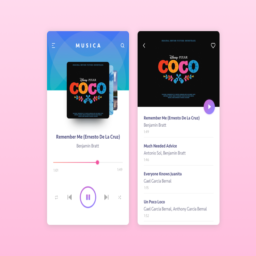 MUSICA
Disney PIXAR
COCO
Remember Me (Ernesto De La Cruz)
Benjamin Bratt
Disney PIXAR
COCO
Remember Me (Ernesto De La Cruz)
Benjamin Bratt
Much Needed Advice
Antonio Sol, Benjamin Bratt
Everyone Knows Juanita
Gael García Bernal
Un Poco Loco
Gael García Bernal, Anthony García Bernal